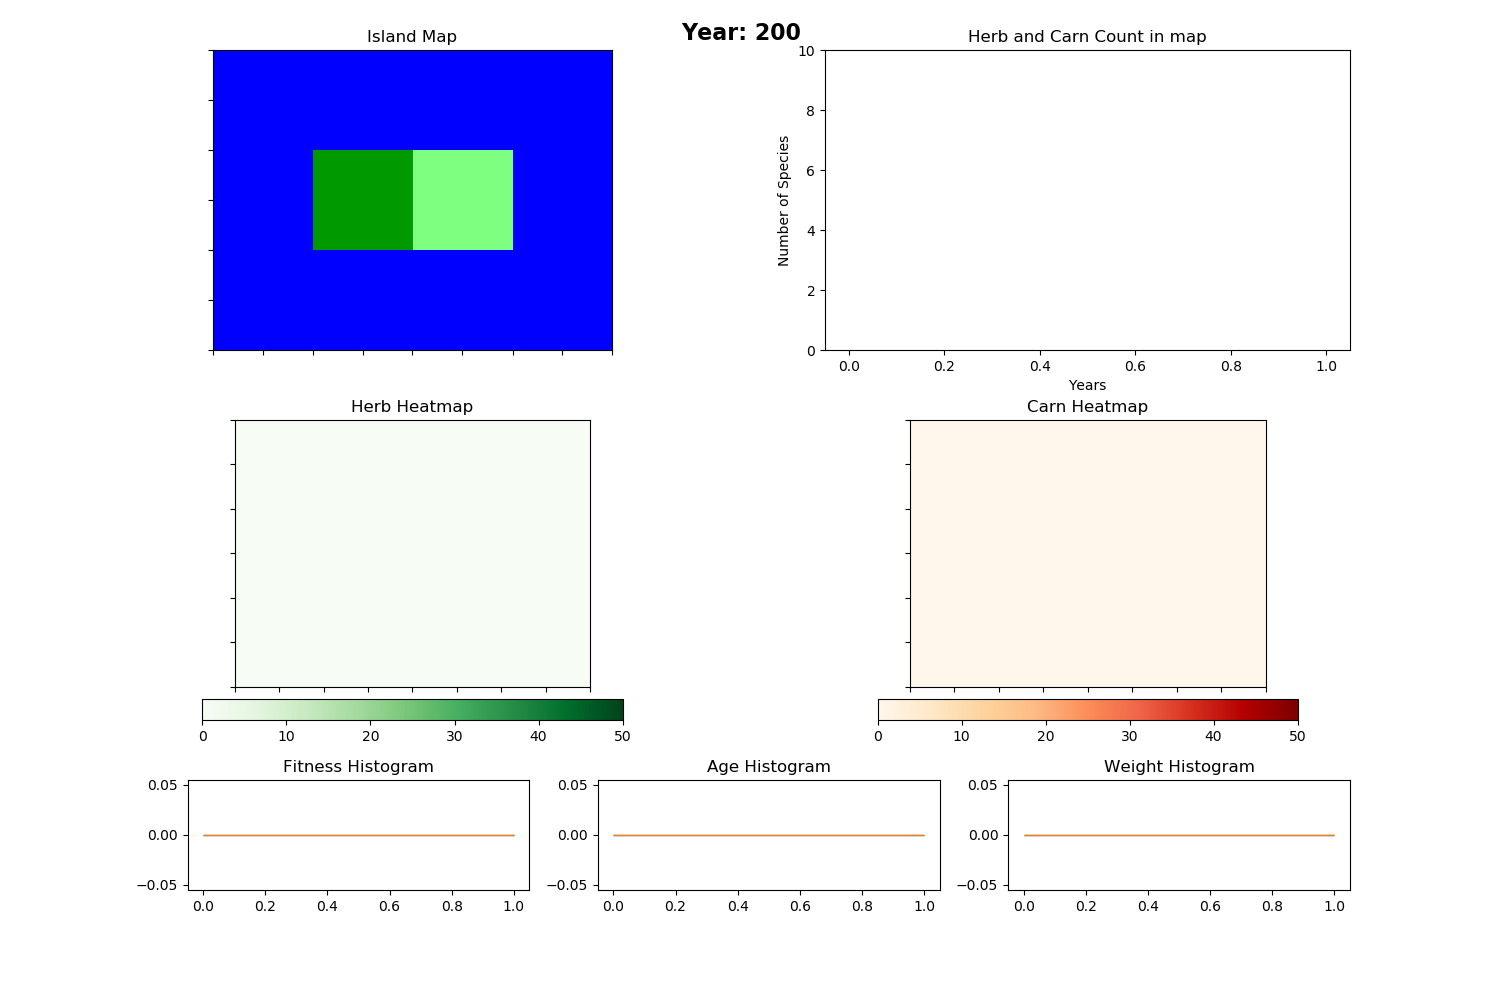 Year: 200
Island Map
Herb and Carn Count in map
10
8
6
4
2
0
Number of Species
0.0 0.2 0.4 0.6 0.8 1.0
Years
Herb Heatmap
Carn Heatmap
0 10 20 30 40 50
0 10 20 30 40 50
Fitness Histogram
0.05
0.00
−0.05
0.0 0.2 0.4 0.6 0.8 1.0
Age Histogram
0.05
0.00
−0.05
0.0 0.2 0.4 0.6 0.8 1.0
Weight Histogram
0.05
0.00
−0.05
0.0 0.2 0.4 0.6 0.8 1.0